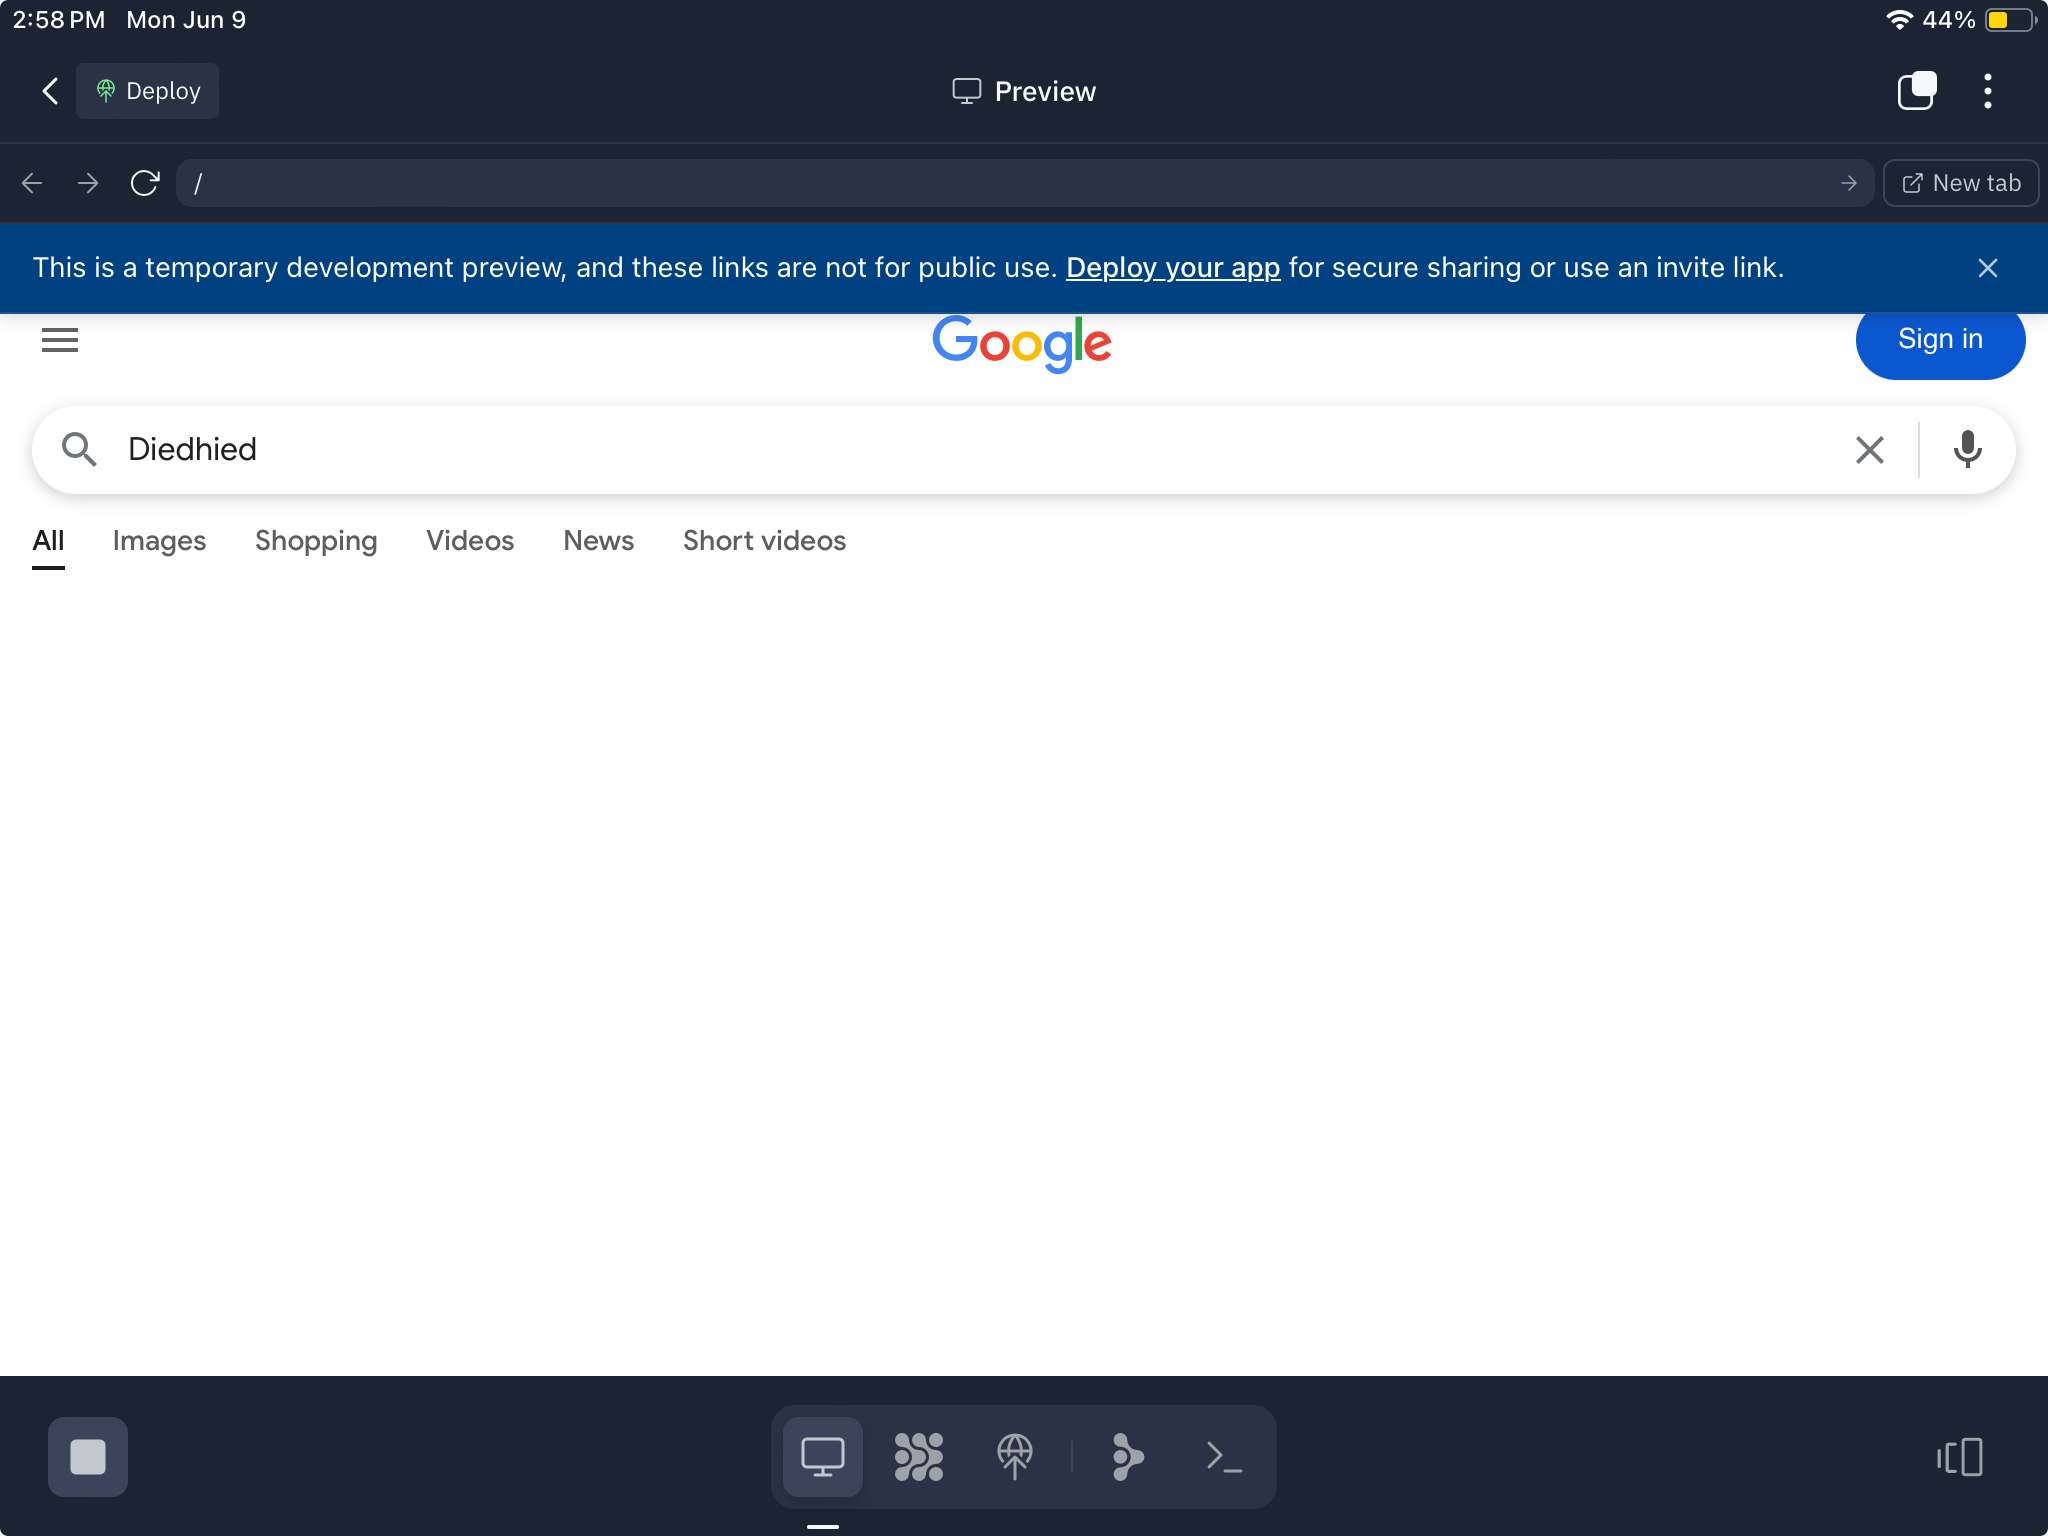 2:58 PM Mon Jun 9 44%
Deploy Preview
/ New tab
This is a temporary development preview, and these links are not for public use. Deploy your app for secure sharing or use an invite link.
Google Sign in
Diedhied
All Images Shopping Videos News Short videos